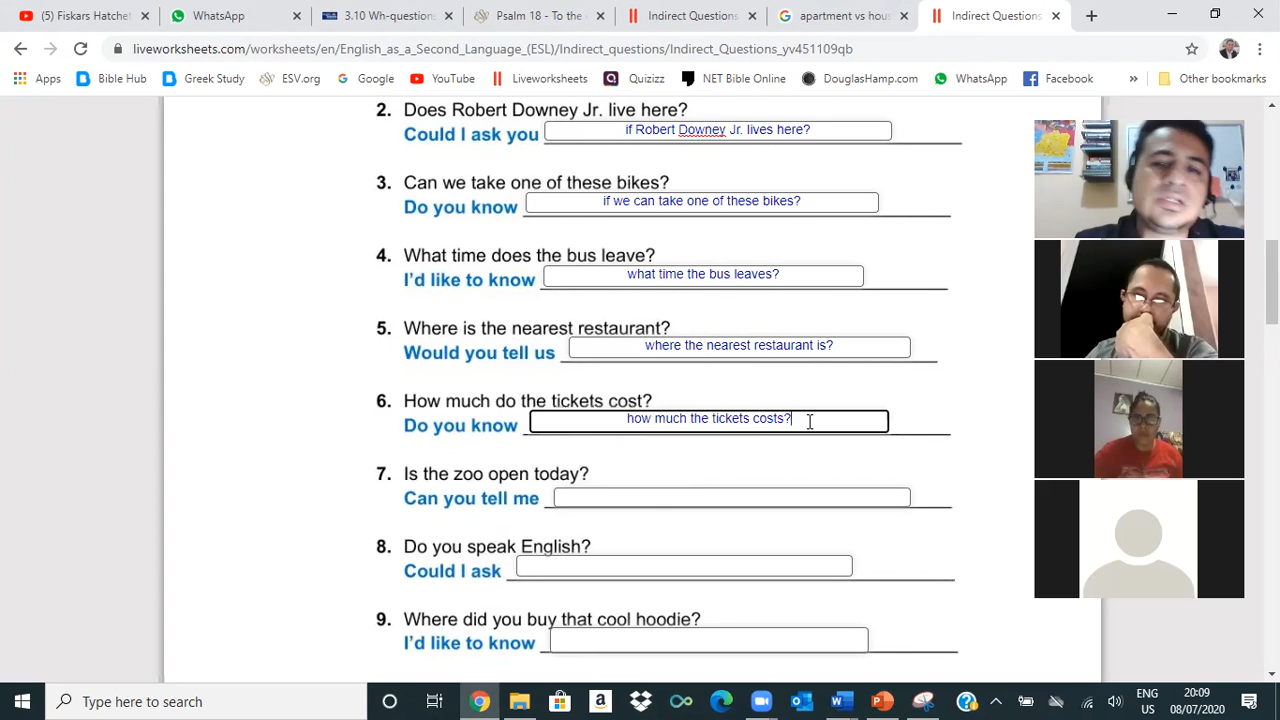 (5) Fiskars Hatchet
WhatsApp
3.10 Wh-questions
Psalm 18 - To the
Indirect Questions
apartment vs hous
Indirect Questions
liveworksheets.com/worksheets/en/English_as_a_Second_Language_(ESL)/Indirect_questions/Indirect_Questions_yv451109qb
Apps Bible Hub Greek Study ESV.org Google YouTube Liveworksheets Quizizz NET Bible Online DouglasHamp.com WhatsApp Facebook » Other bookmarks
2. Does Robert Downey Jr. live here?
Could I ask you if Robert Downey Jr. lives here?
3. Can we take one of these bikes?
Do you know if we can take one of these bikes?
4. What time does the bus leave?
I'd like to know what time the bus leaves?
5. Where is the nearest restaurant?
Would you tell us where the nearest restaurant is?
6. How much do the tickets cost?
Do you know how much the tickets costs?
7. Is the zoo open today?
Can you tell me
8. Do you speak English?
Could I ask
9. Where did you buy that cool hoodie?
I'd like to know
Type here to search
ENG
US
20:09
08/07/2020